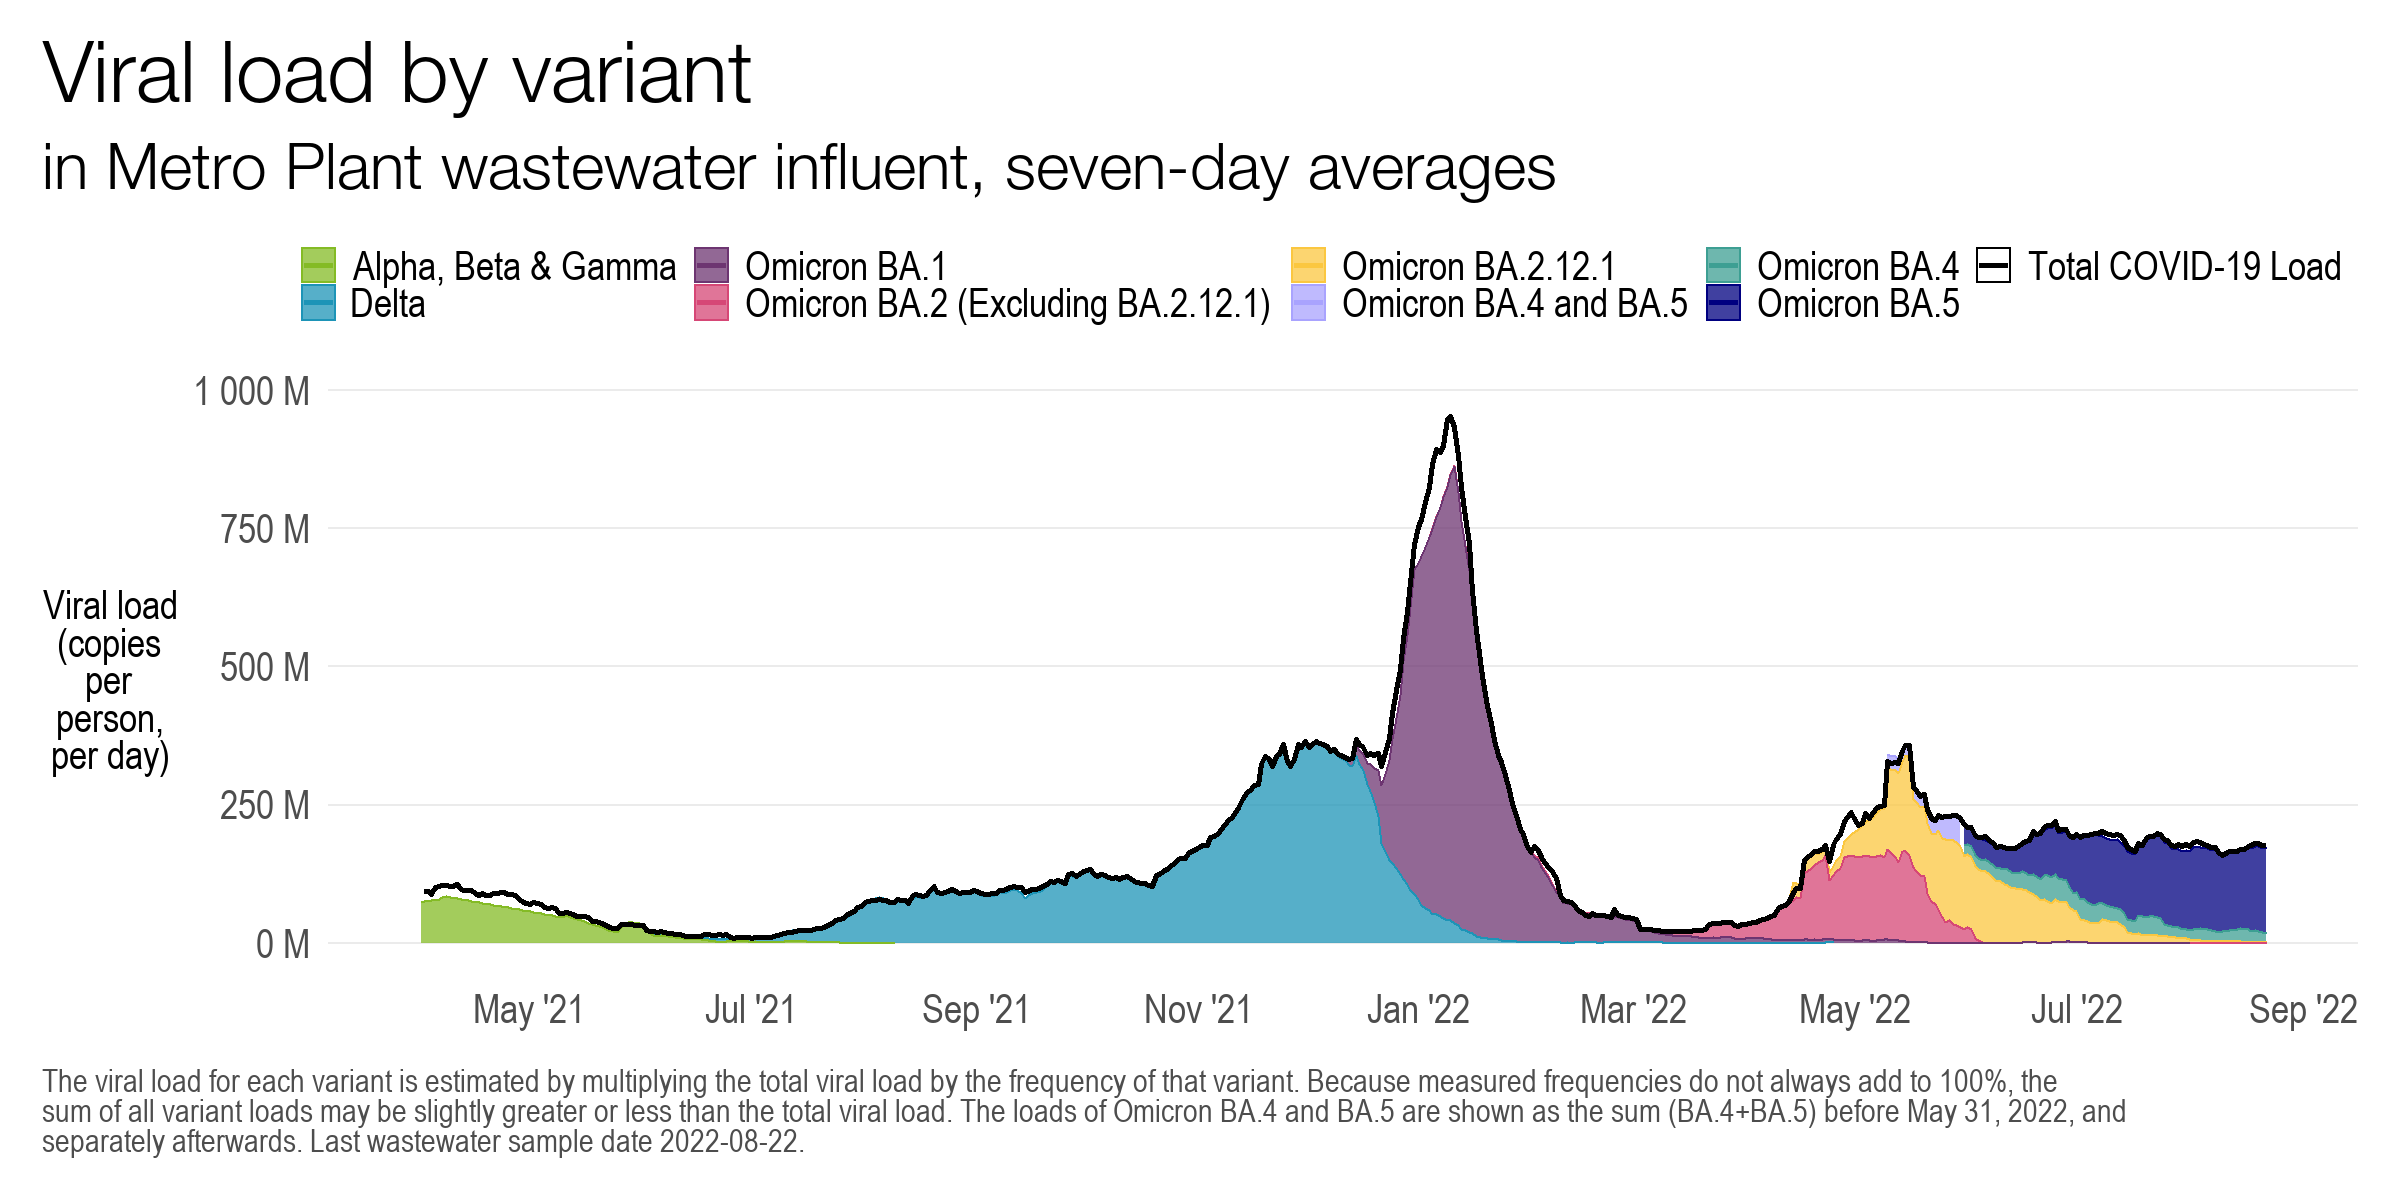 Viral load by variant
in Metro Plant wastewater influent, seven-day averages
Alpha, Beta & Gamma
Delta
Omicron BA.1
Omicron BA.2 (Excluding BA.2.12.1)
Omicron BA.2.12.1
Omicron BA.4 and BA.5
Omicron BA.4
Omicron BA.5
Total COVID-19 Load
1 000 M
750 M
500 M
250 M
0 M
Viral load
(copies
per
person,
per day)
May '21
Jul '21
Sep '21
Nov '21
Jan '22
Mar '22
May '22
Jul '22
Sep '22
The viral load for each variant is estimated by multiplying the total viral load by the frequency of that variant. Because measured frequencies do not always add to 100%, the
sum of all variant loads may be slightly greater or less than the total viral load. The loads of Omicron BA.4 and BA.5 are shown as the sum (BA.4+BA.5) before May 31, 2022, and
separately afterwards. Last wastewater sample date 2022-08-22.